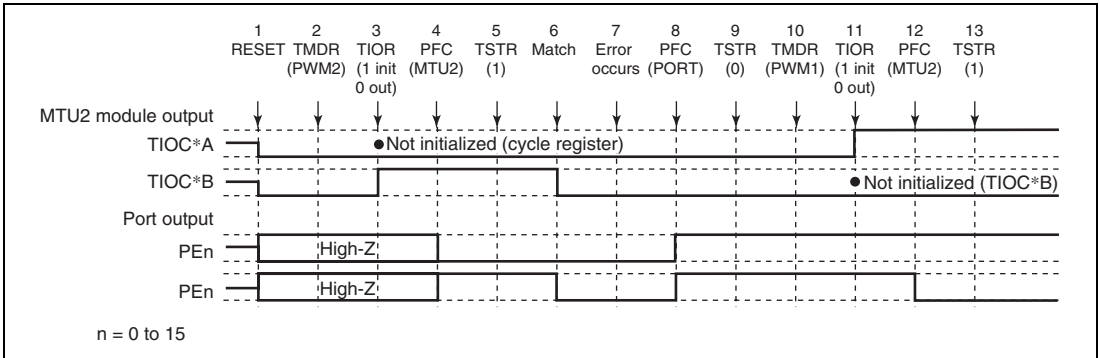 1 2 3 4 5 6 7 8 9 10 11 12 13
RESET TMDR TIOR PFC TSTR Match Error PFC TSTR TMDR TIOR PFC TSTR
(PWM2) (1 init (MTU2) (1) occurs (PORT) (0) (PWM1) (1 init (MTU2) (1)
0 out) 0 out)
MTU2 module output
TIOC*A ●Not initialized (cycle register)
TIOC*B ● Not initialized (TIOC*B)
Port output
PEn High-Z
PEn High-Z
n = 0 to 15